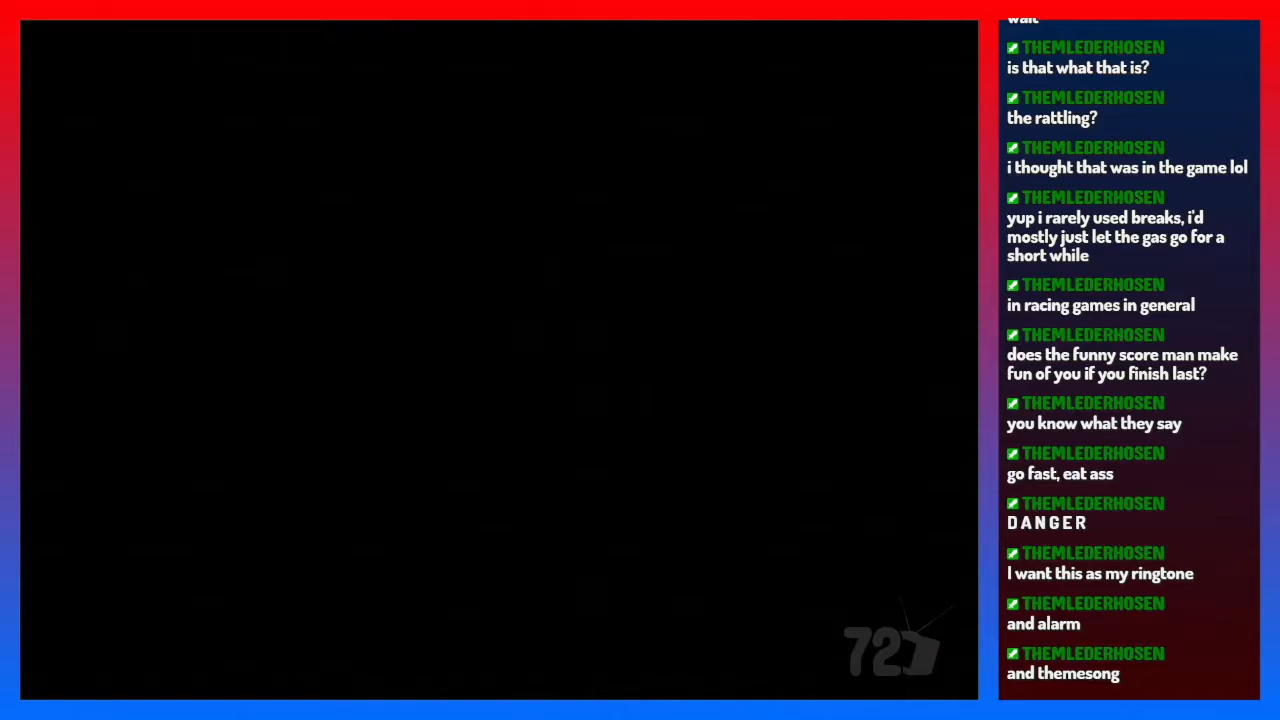 wait
THEMLEDERHOSEN
is that what that is?
THEMLEDERHOSEN
the rattling?
THEMLEDERHOSEN
i thought that was in the game lol
THEMLEDERHOSEN
yup i rarely used breaks, i'd
mostly just let the gas go for a
short while
THEMLEDERHOSEN
in racing games in general
THEMLEDERHOSEN
does the funny score man make
fun of you if you finish last?
THEMLEDERHOSEN
you know what they say
THEMLEDERHOSEN
go fast, eat ass
THEMLEDERHOSEN
D A N G E R
THEMLEDERHOSEN
I want this as my ringtone
THEMLEDERHOSEN
and alarm
THEMLEDERHOSEN
and themesong
72